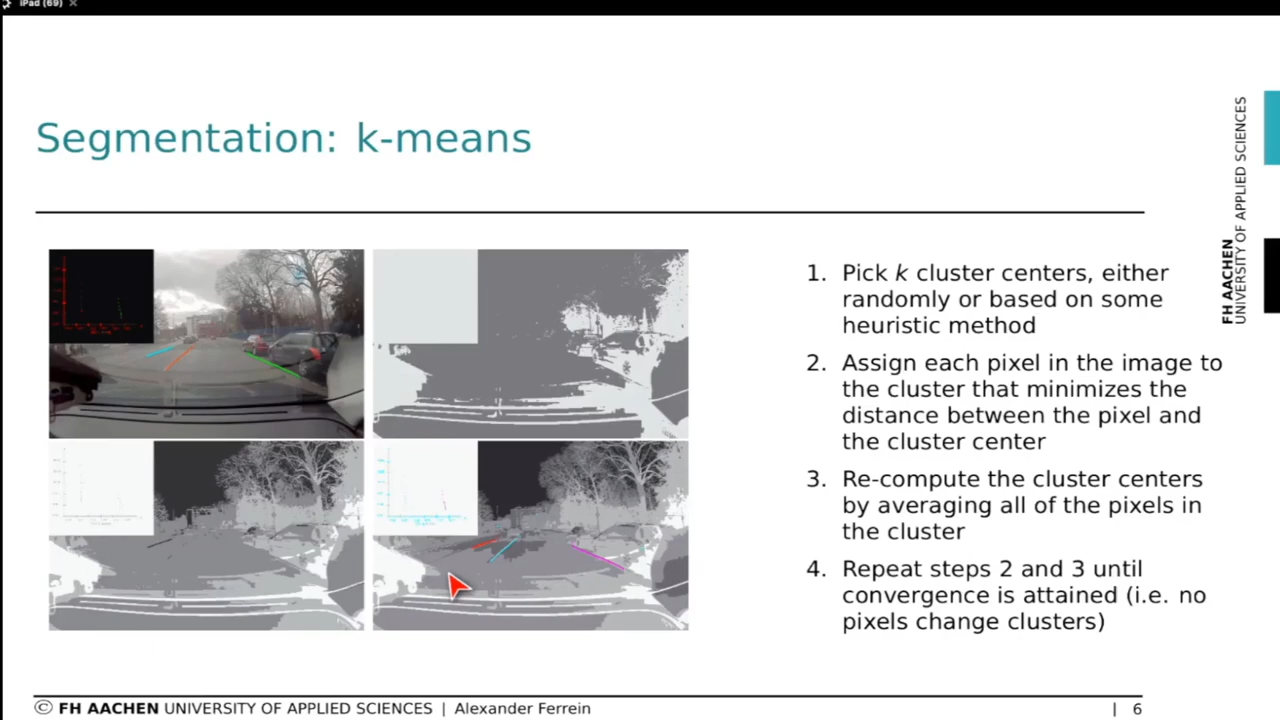 iPad (69)
Segmentation: k-means
1. Pick k cluster centers, either
randomly or based on some
heuristic method
2. Assign each pixel in the image to
the cluster that minimizes the
distance between the pixel and
the cluster center
3. Re-compute the cluster centers
by averaging all of the pixels in
the cluster
4. Repeat steps 2 and 3 until
convergence is attained (i.e. no
pixels change clusters)
FH AACHEN
UNIVERSITY OF APPLIED SCIENCES
© FH AACHEN UNIVERSITY OF APPLIED SCIENCES | Alexander Ferrein
| 6